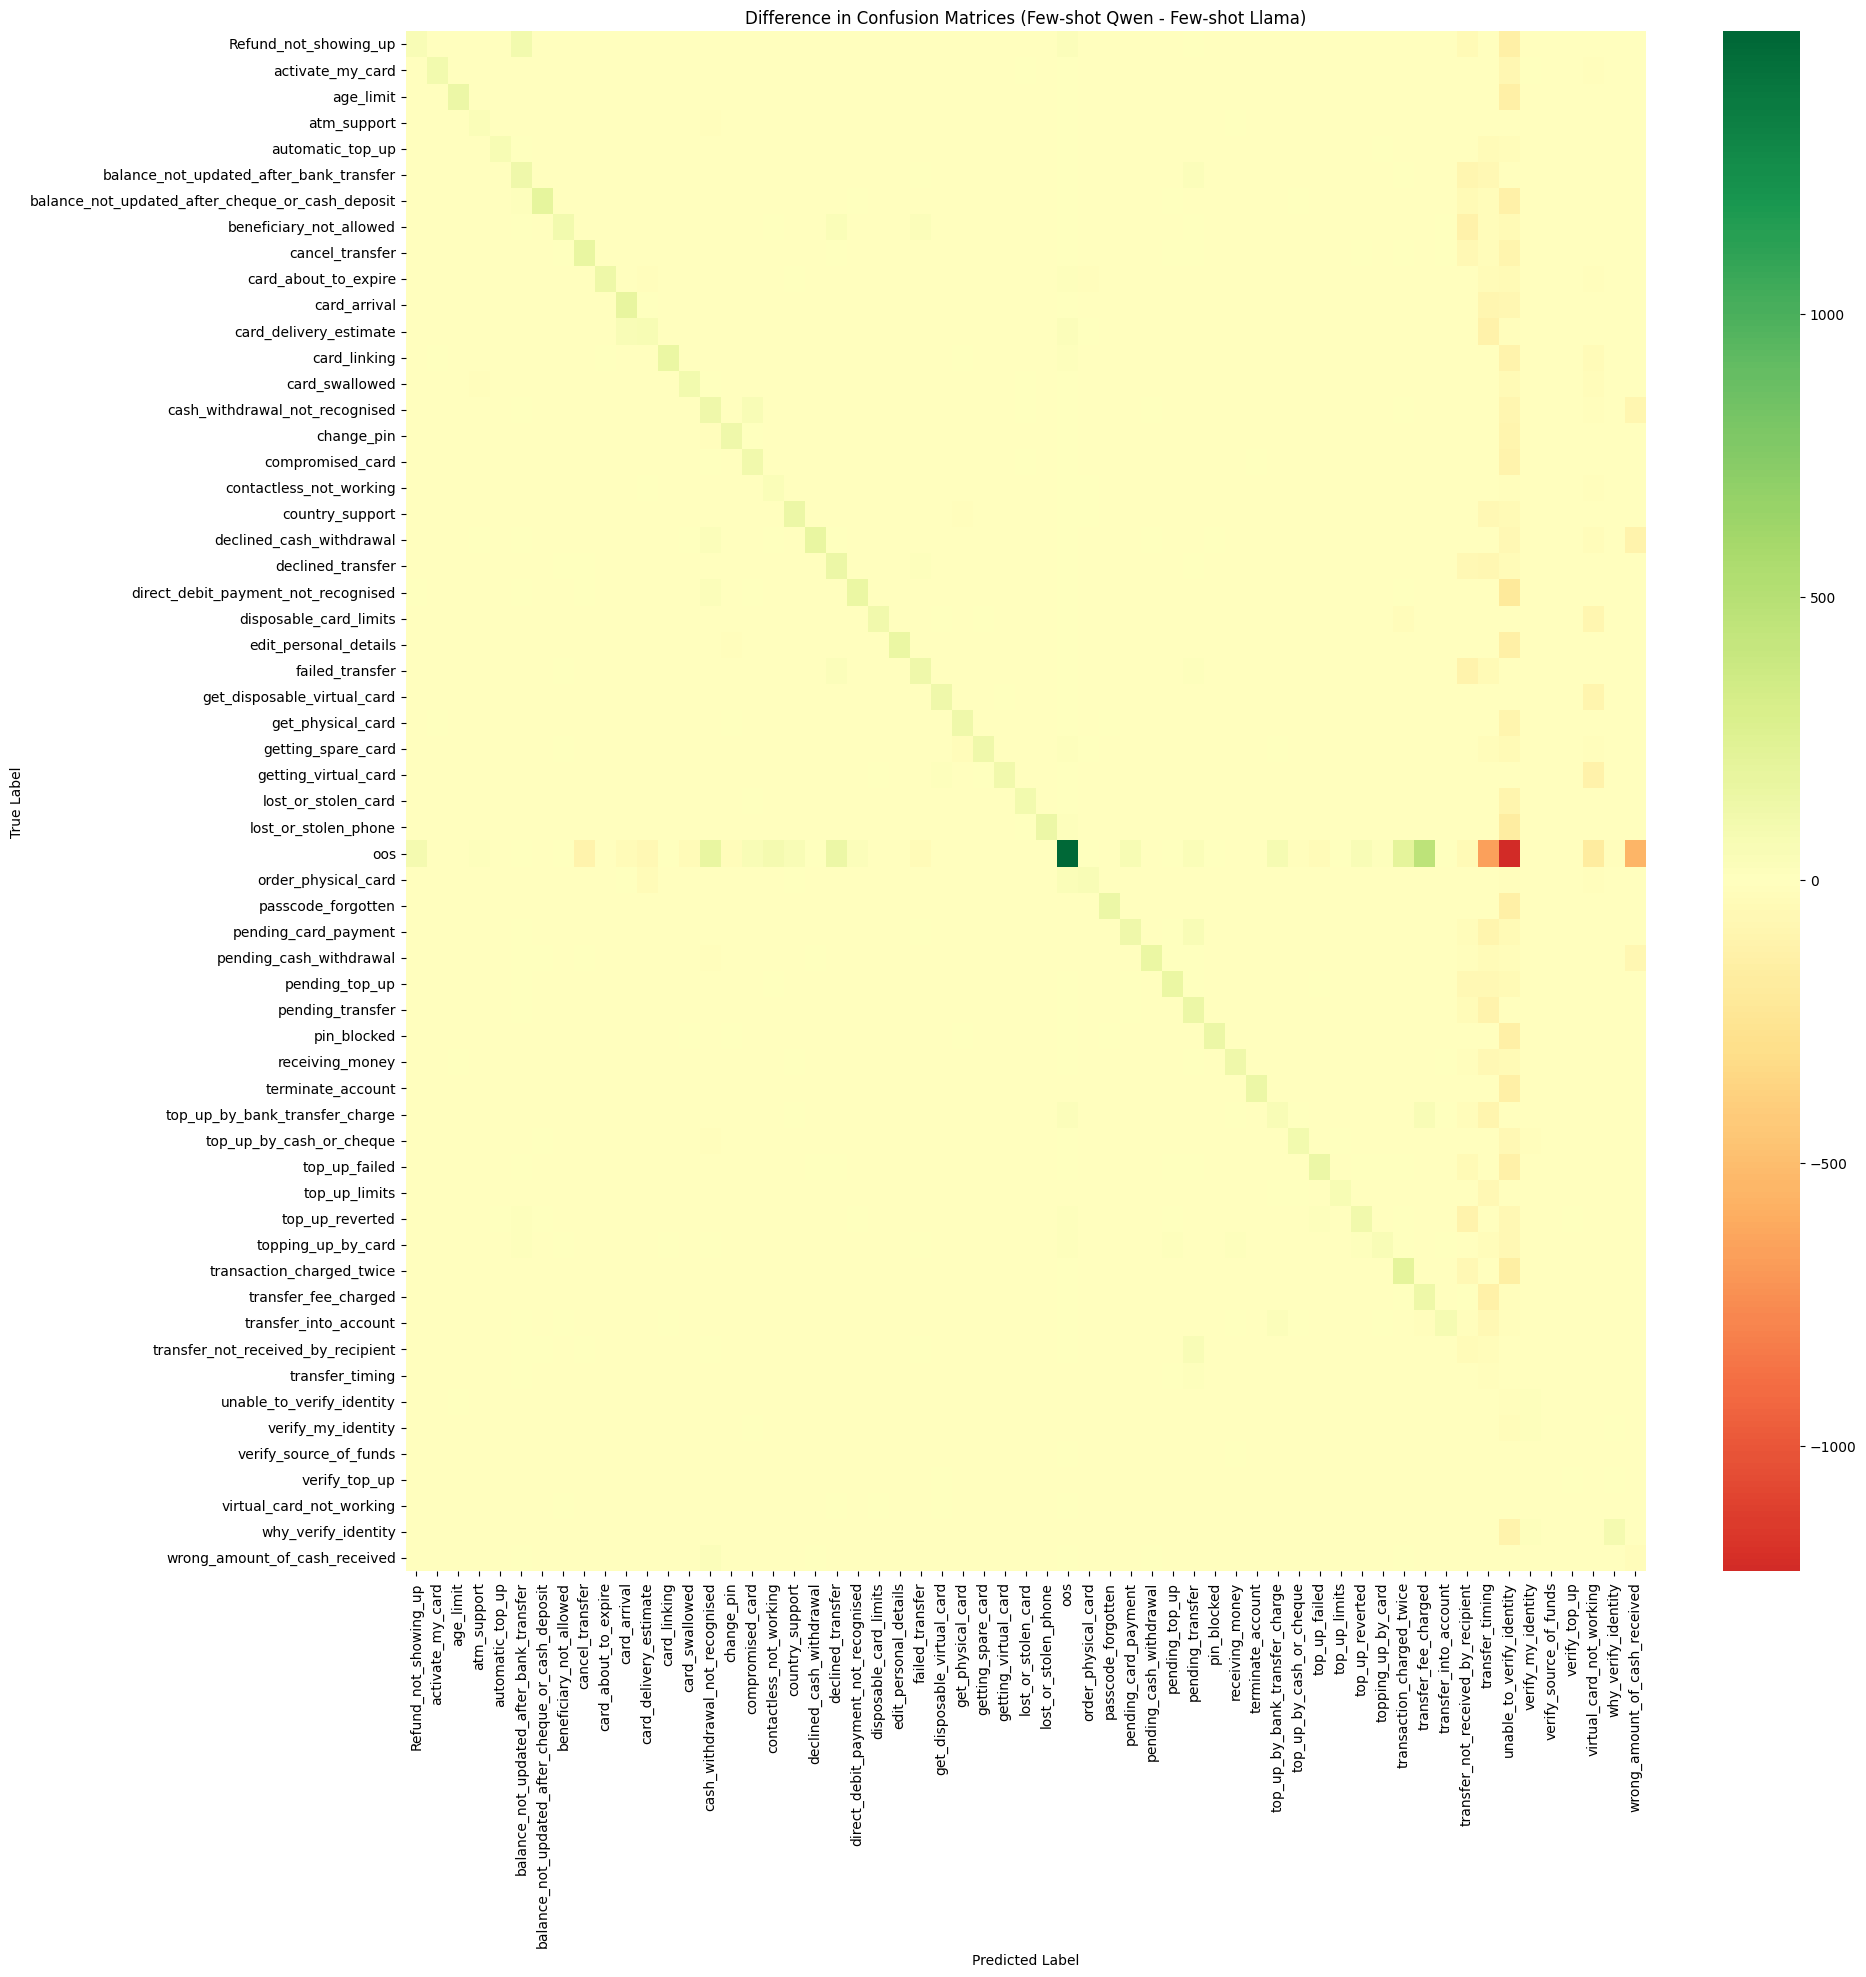 Difference in Confusion Matrices (Few-shot Qwen - Few-shot Llama)
True Label
Refund_not_showing_up
activate_my_card
age_limit
atm_support
automatic_top_up
balance_not_updated_after_bank_transfer
balance_not_updated_after_cheque_or_cash_deposit
beneficiary_not_allowed
cancel_transfer
card_about_to_expire
card_arrival
card_delivery_estimate
card_linking
card_swallowed
cash_withdrawal_not_recognised
change_pin
compromised_card
contactless_not_working
country_support
declined_cash_withdrawal
declined_transfer
direct_debit_payment_not_recognised
disposable_card_limits
edit_personal_details
failed_transfer
get_disposable_virtual_card
get_physical_card
getting_spare_card
getting_virtual_card
lost_or_stolen_card
lost_or_stolen_phone
oos
order_physical_card
passcode_forgotten
pending_card_payment
pending_cash_withdrawal
pending_top_up
pending_transfer
pin_blocked
receiving_money
terminate_account
top_up_by_bank_transfer_charge
top_up_by_cash_or_cheque
top_up_failed
top_up_limits
top_up_reverted
topping_up_by_card
transaction_charged_twice
transfer_fee_charged
transfer_into_account
transfer_not_received_by_recipient
transfer_timing
unable_to_verify_identity
verify_my_identity
verify_source_of_funds
verify_top_up
virtual_card_not_working
why_verify_identity
wrong_amount_of_cash_received
Refund_not_showing_up
activate_my_card
age_limit
atm_support
automatic_top_up
balance_not_updated_after_bank_transfer
balance_not_updated_after_cheque_or_cash_deposit
beneficiary_not_allowed
cancel_transfer
card_about_to_expire
card_arrival
card_delivery_estimate
card_linking
card_swallowed
cash_withdrawal_not_recognised
change_pin
compromised_card
contactless_not_working
country_support
declined_cash_withdrawal
declined_transfer
direct_debit_payment_not_recognised
disposable_card_limits
edit_personal_details
failed_transfer
get_disposable_virtual_card
get_physical_card
getting_spare_card
getting_virtual_card
lost_or_stolen_card
lost_or_stolen_phone
oos
order_physical_card
passcode_forgotten
pending_card_payment
pending_cash_withdrawal
pending_top_up
pending_transfer
pin_blocked
receiving_money
terminate_account
top_up_by_bank_transfer_charge
top_up_by_cash_or_cheque
top_up_failed
top_up_limits
top_up_reverted
topping_up_by_card
transaction_charged_twice
transfer_fee_charged
transfer_into_account
transfer_not_received_by_recipient
transfer_timing
unable_to_verify_identity
verify_my_identity
verify_source_of_funds
verify_top_up
virtual_card_not_working
why_verify_identity
wrong_amount_of_cash_received
Predicted Label
1000
500
0
−500
−1000